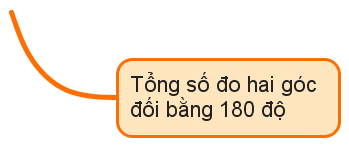 Tổng số đo hai góc
đối bằng 180 độ